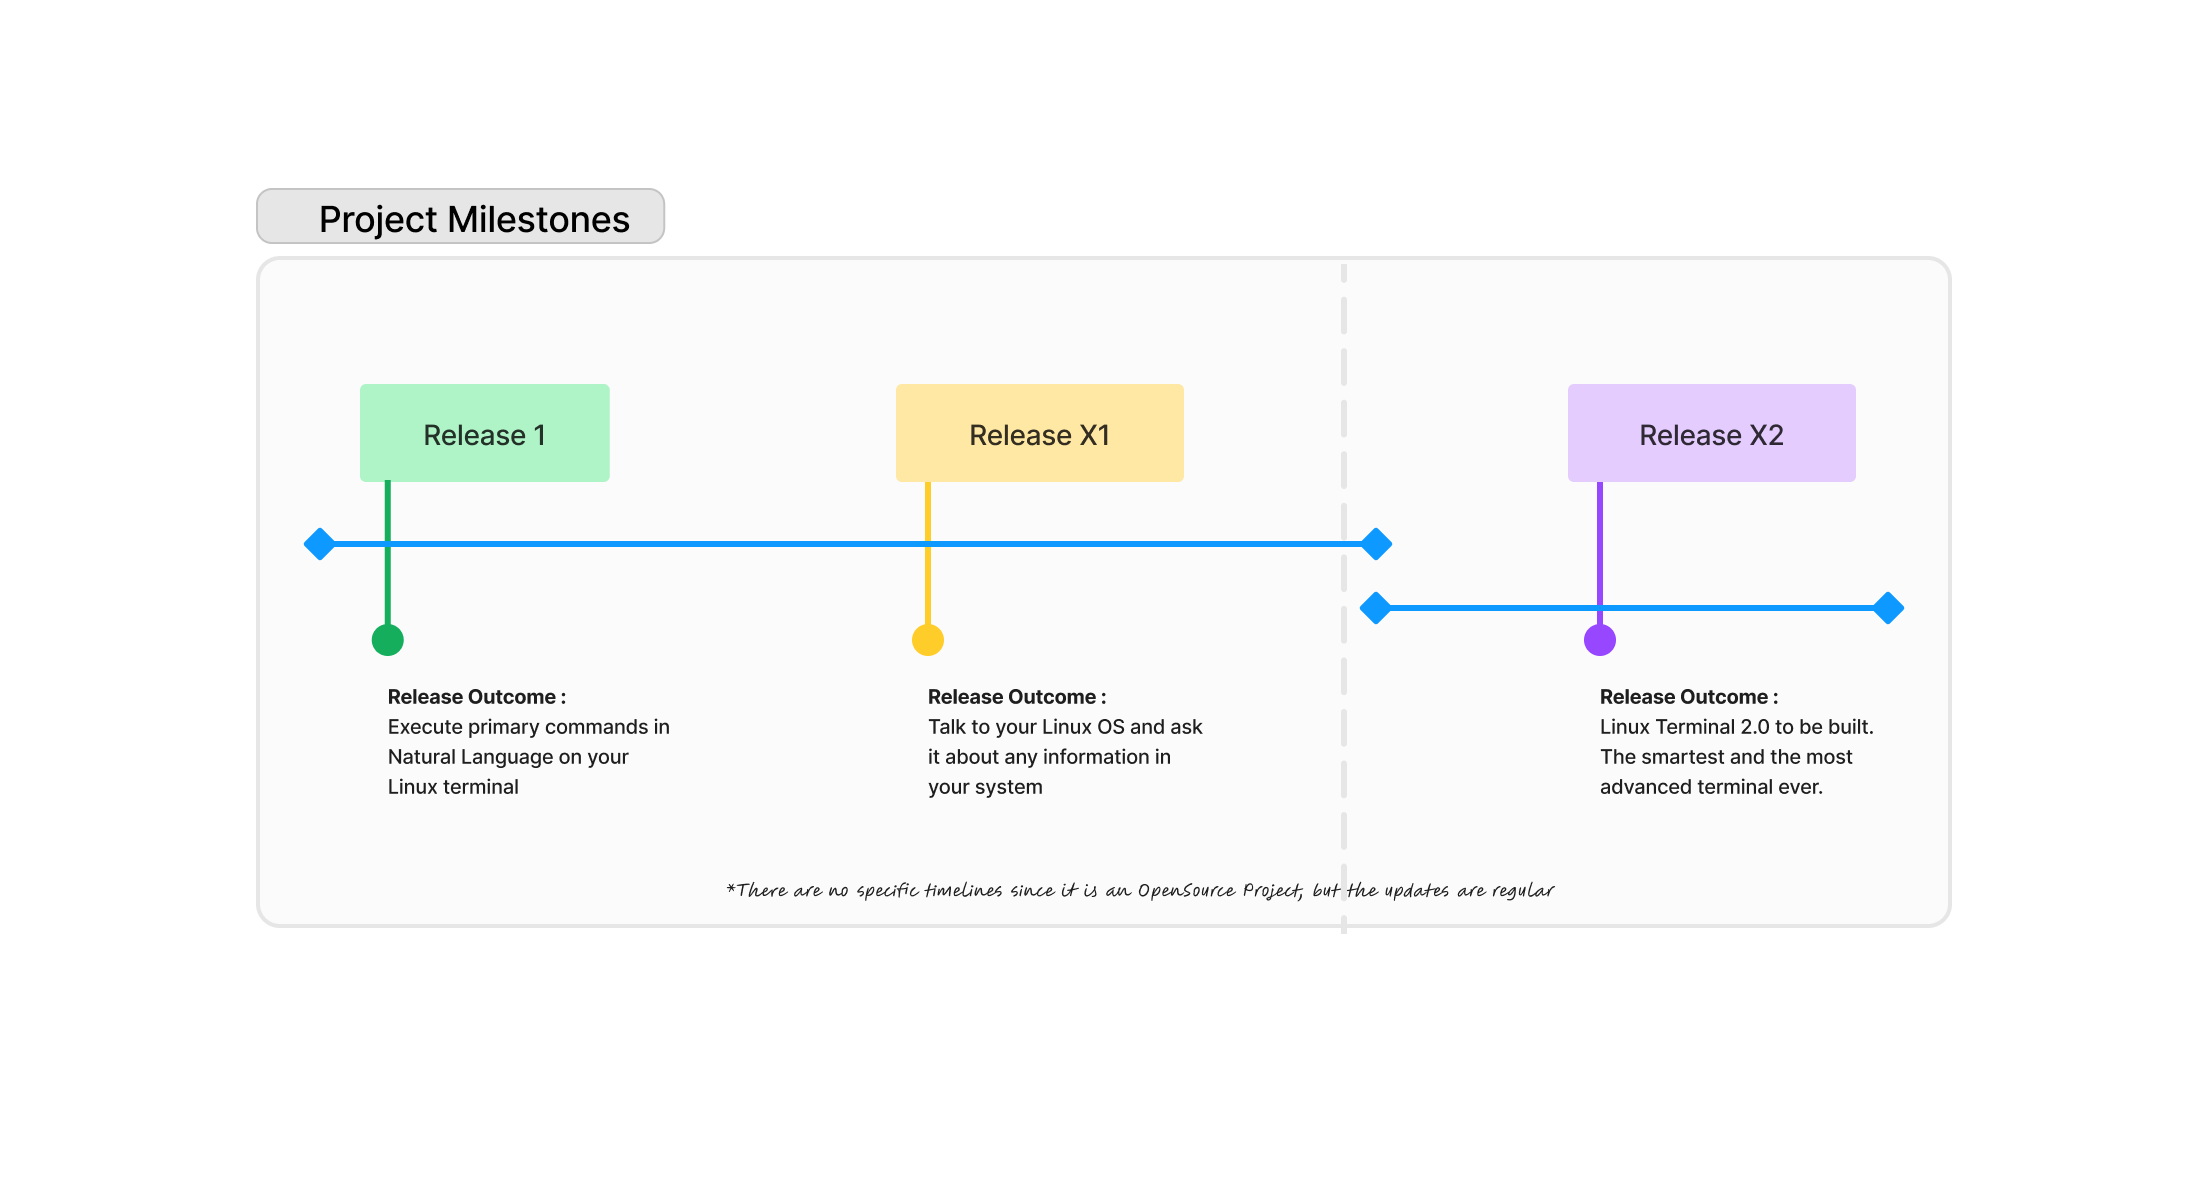 Project Milestones
Release 1
Release X1
Release X2
Release Outcome :
Execute primary commands in
Natural Language on your
Linux terminal
Release Outcome :
Talk to your Linux OS and ask
it about any information in
your system
Release Outcome :
Linux Terminal 2.0 to be built.
The smartest and the most
advanced terminal ever.
*There are no specific timelines since it is an OpenSource Project, but the updates are regular